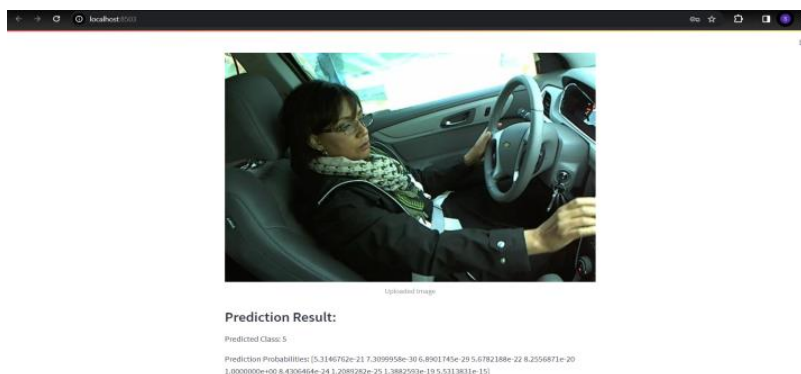 localhost:8502
Uploaded Image
Prediction Result:
Predicted Class: 5
Prediction Probabilities: [5.3146762e-21 7.3099958e-30 6.8901745e-29 5.6782188e-22 8.2556871e-20
1.0000000e+00 8.4306464e-24 1.2089282e-25 1.3882593e-19 5.5313831e-15]